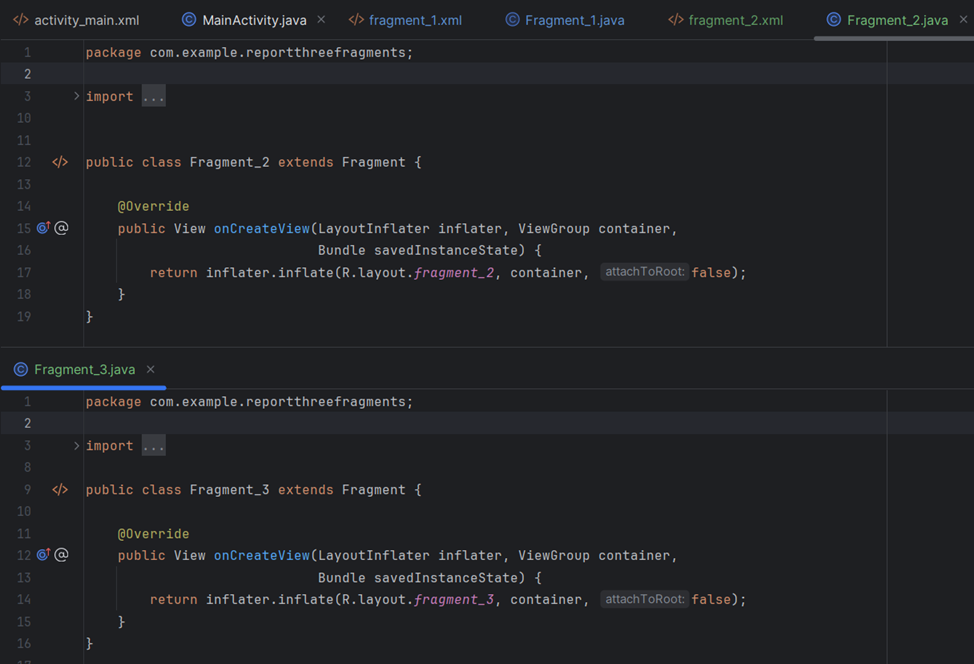 activity_main.xml MainActivity.java × fragment_1.xml Fragment_1.java fragment_2.xml Fragment_2.java ×
1 package com.example.reportthreefragments;
2
3 > import ...
10
11
12 </> public class Fragment_2 extends Fragment {
13
14 @Override
15 @ public View onCreateView(LayoutInflater inflater, ViewGroup container,
16 Bundle savedInstanceState) {
17 return inflater.inflate(R.layout.fragment_2, container, attachToRoot: false);
18 }
19 }
Fragment_3.java ×
1 package com.example.reportthreefragments;
2
3 > import ...
8
9 </> public class Fragment_3 extends Fragment {
10
11 @Override
12 @ public View onCreateView(LayoutInflater inflater, ViewGroup container,
13 Bundle savedInstanceState) {
14 return inflater.inflate(R.layout.fragment_3, container, attachToRoot: false);
15 }
16 }
17